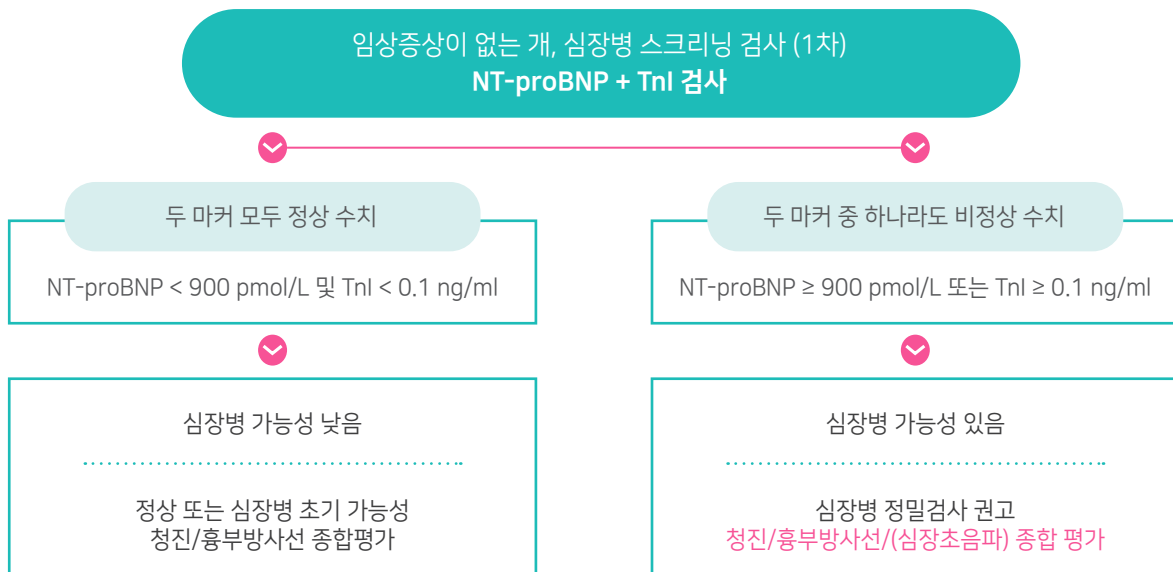 임상증상이 없는 개, 심장병 스크리닝 검사 (1차)
NT-proBNP + TnI 검사
두 마커 모두 정상 수치
NT-proBNP < 900 pmol/L 및 TnI < 0.1 ng/ml
심장병 가능성 낮음
정상 또는 심장병 초기 가능성
청진/흉부방사선 종합평가
두 마커 중 하나라도 비정상 수치
NT-proBNP ≥ 900 pmol/L 또는 TnI ≥ 0.1 ng/ml
심장병 가능성 있음
심장병 정밀검사 권고
청진/흉부방사선/(심장초음파) 종합 평가